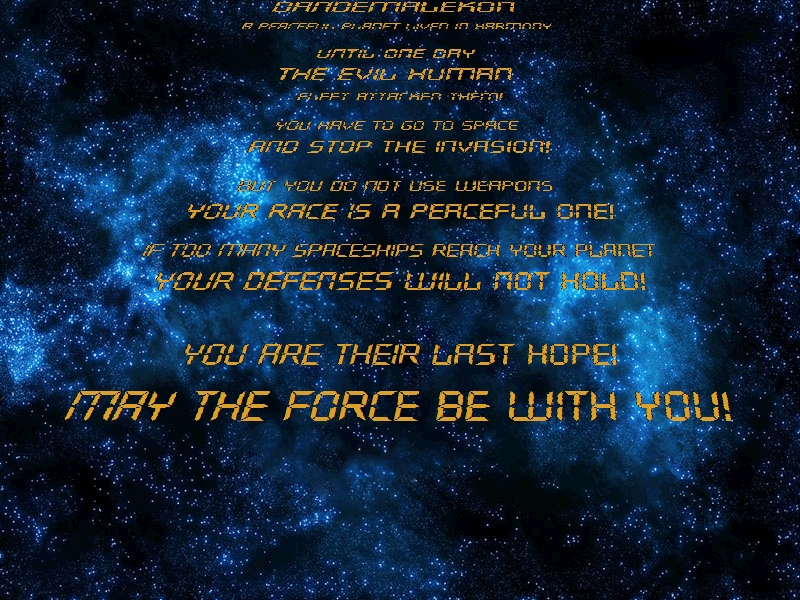 DANDEMALEKON
A PEACEFUL PLANET LIVED IN HARMONY
UNTIL ONE DAY
THE EVIL HUMAN
FLEET ATTACKED THEM!
YOU HAVE TO GO TO SPACE
AND STOP THE INVASION!
BUT YOU DO NOT USE WEAPONS
YOUR RACE IS A PEACEFUL ONE!
IF TOO MANY SPACESHIPS REACH YOUR PLANET
YOUR DEFENSES WILL NOT HOLD!
YOU ARE THEIR LAST HOPE!
MAY THE FORCE BE WITH YOU!